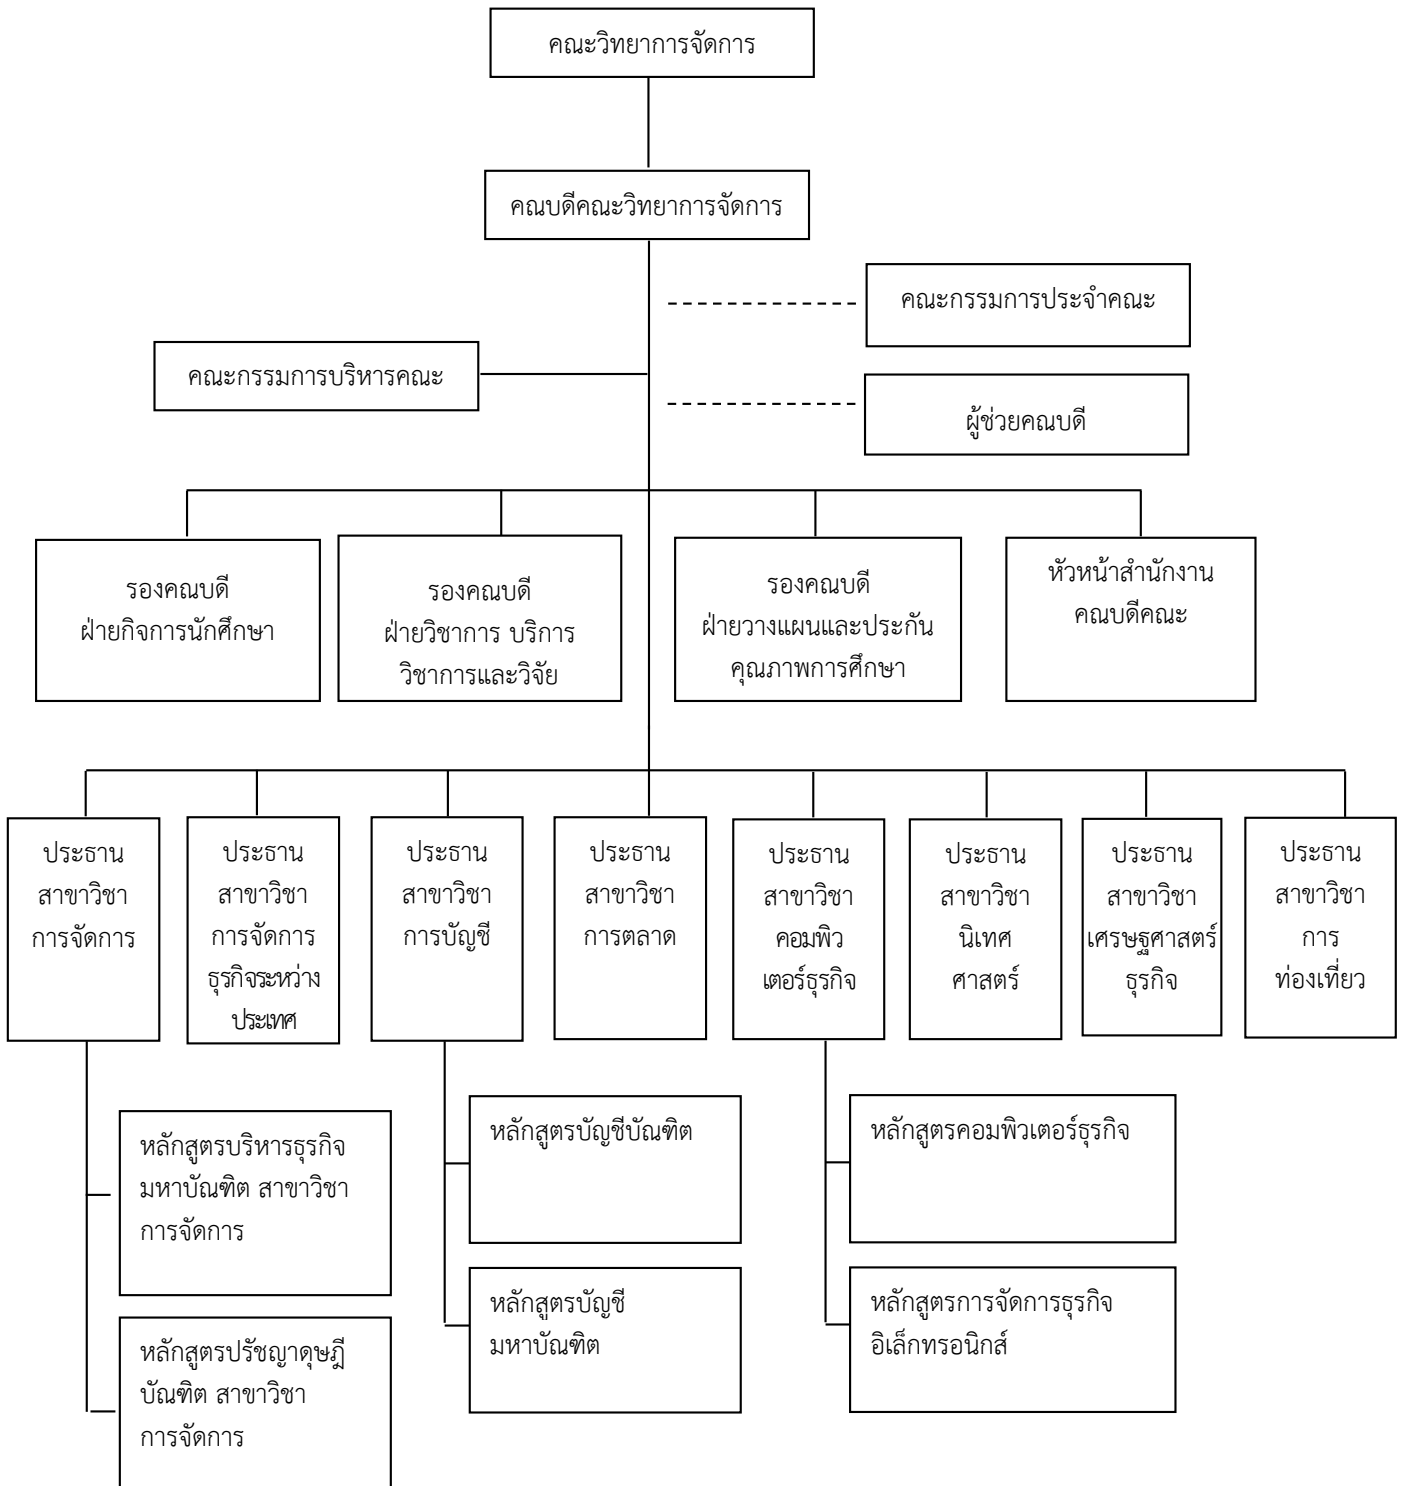 คณะวิทยาการจัดการ
คณบดีคณะวิทยาการจัดการ
คณะกรรมการประจำคณะ
คณะกรรมการบริหารคณะ
ผู้ช่วยคณบดี
รองคณบดี
ฝ่ายกิจการนักศึกษา
รองคณบดี
ฝ่ายวิชาการ บริการ
วิชาการและวิจัย
รองคณบดี
ฝ่ายวางแผนและประกัน
คุณภาพการศึกษา
หัวหน้าสำนักงาน
คณบดีคณะ
ประธาน
สาขาวิชา
การจัดการ
ประธาน
สาขาวิชา
การจัดการ
ธุรกิจระหว่าง
ประเทศ
ประธาน
สาขาวิชา
การบัญชี
ประธาน
สาขาวิชา
การตลาด
ประธาน
สาขาวิชา
คอมพิว
เตอร์ธุรกิจ
ประธาน
สาขาวิชา
นิเทศ
ศาสตร์
ประธาน
สาขาวิชา
เศรษฐศาสตร์
ธุรกิจ
ประธาน
สาขาวิชา
การ
ท่องเที่ยว
หลักสูตรบริหารธุรกิจ
มหาบัณฑิต สาขาวิชา
การจัดการ
หลักสูตรปรัชญาดุษฎี
บัณฑิต สาขาวิชา
การจัดการ
หลักสูตรบัญชีบัณฑิต
หลักสูตรบัญชี
มหาบัณฑิต
หลักสูตรคอมพิวเตอร์ธุรกิจ
หลักสูตรการจัดการธุรกิจ
อิเล็กทรอนิกส์